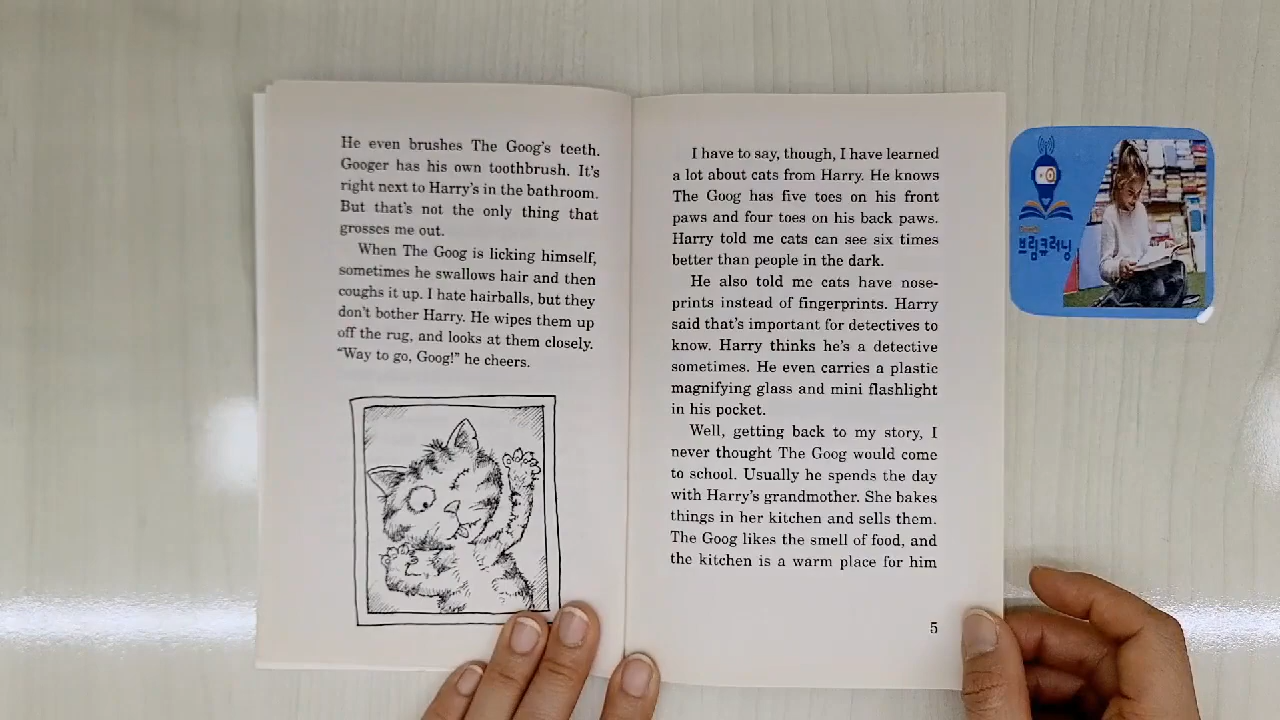 He even brushes The Goog's teeth.
Googer has his own toothbrush. It's
right next to Harry's in the bathroom.
But that's not the only thing that
grosses me out.
When The Goog is licking himself,
sometimes he swallows hair and then
coughs it up. I hate hairballs, but they
don't bother Harry. He wipes them up
off the rug, and looks at them closely.
"Way to go, Goog!" he cheers.
I have to say, though, I have learned
a lot about cats from Harry. He knows
The Goog has five toes on his front
paws and four toes on his back paws.
Harry told me cats can see six times
better than people in the dark.
He also told me cats have nose-
prints instead of fingerprints. Harry
said that's important for detectives to
know. Harry thinks he's a detective
sometimes. He even carries a plastic
magnifying glass and mini flashlight
in his pocket.
Well, getting back to my story, I
never thought The Goog would come
to school. Usually he spends the day
with Harry's grandmother. She bakes
things in her kitchen and sells them.
The Goog likes the smell of food, and
the kitchen is a warm place for him
5
브림큐러닝